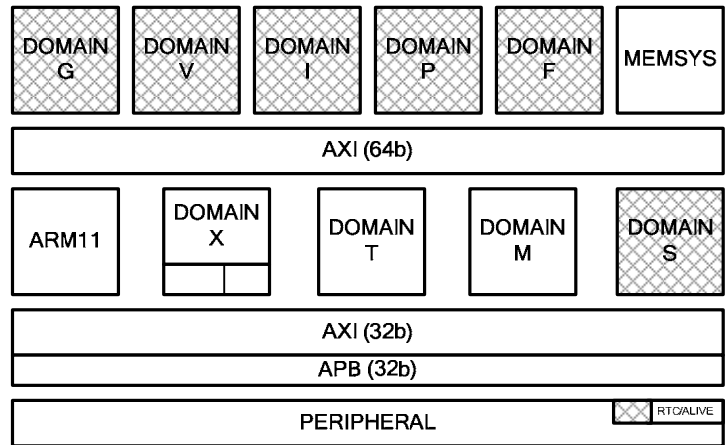 DOMAIN
G
DOMAIN
V
DOMAIN
I
DOMAIN
P
DOMAIN
F
MEMSYS
AXI (64b)
ARM11
DOMAIN
X
DOMAIN
T
DOMAIN
M
DOMAIN
S
AXI (32b)
APB (32b)
PERIPHERAL
RTC/ALIVE